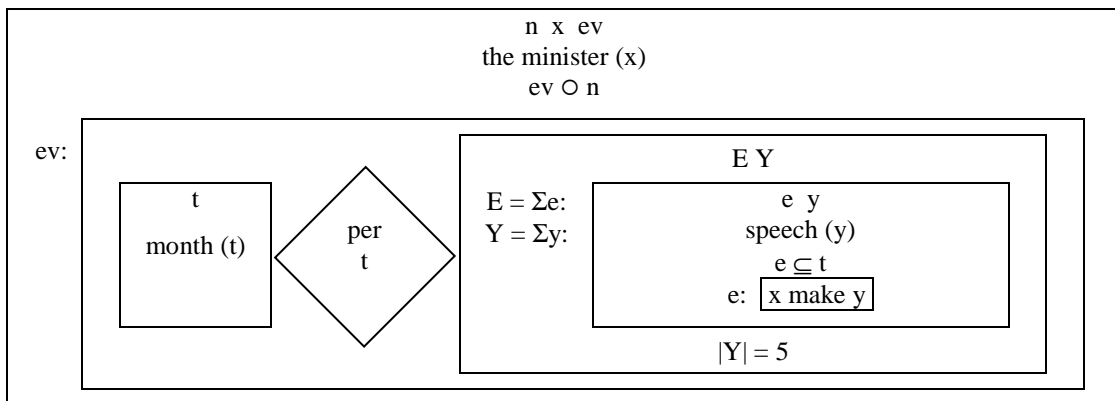 n x ev
the minister (x)
ev ○ n
ev:
t
month (t)
per
t
E Y
E = Σe:
Y = Σy:
e y
speech (y)
e ⊆ t
e: x make y
|Y| = 5